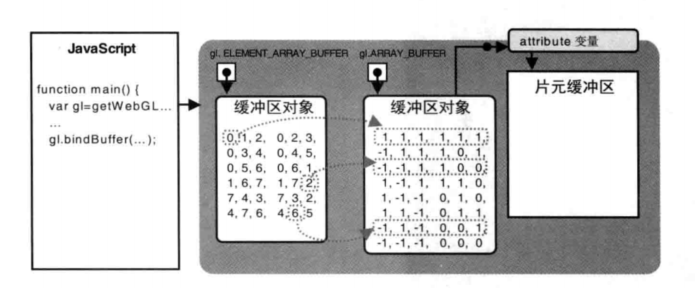 JavaScript
function main() {
var gl=getWebGL...
...
gl.bindBuffer(...);
gl. ELEMENT_ARRAY_BUFFER
缓冲区对象
0, 1, 2, 0, 2, 3,
0, 3, 4, 0, 4, 5,
0, 5, 6, 0, 6, 1,
1, 6, 7, 1, 7, 2,
7, 4, 3, 7, 3, 2,
4, 7, 6, 4, 6, 5
gl.ARRAY_BUFFER
缓冲区对象
1, 1, 1, 1, 1, 1,
-1, 1, 1, 1, 0, 1,
-1, -1, 1, 1, 0, 0,
1, -1, 1, 1, 1, 0,
1, -1, -1, 0, 1, 0,
1, 1, -1, 0, 1, 1,
-1, 1, -1, 0, 0, 1,
-1, -1, -1, 0, 0, 0
attribute 变量
片元缓冲区